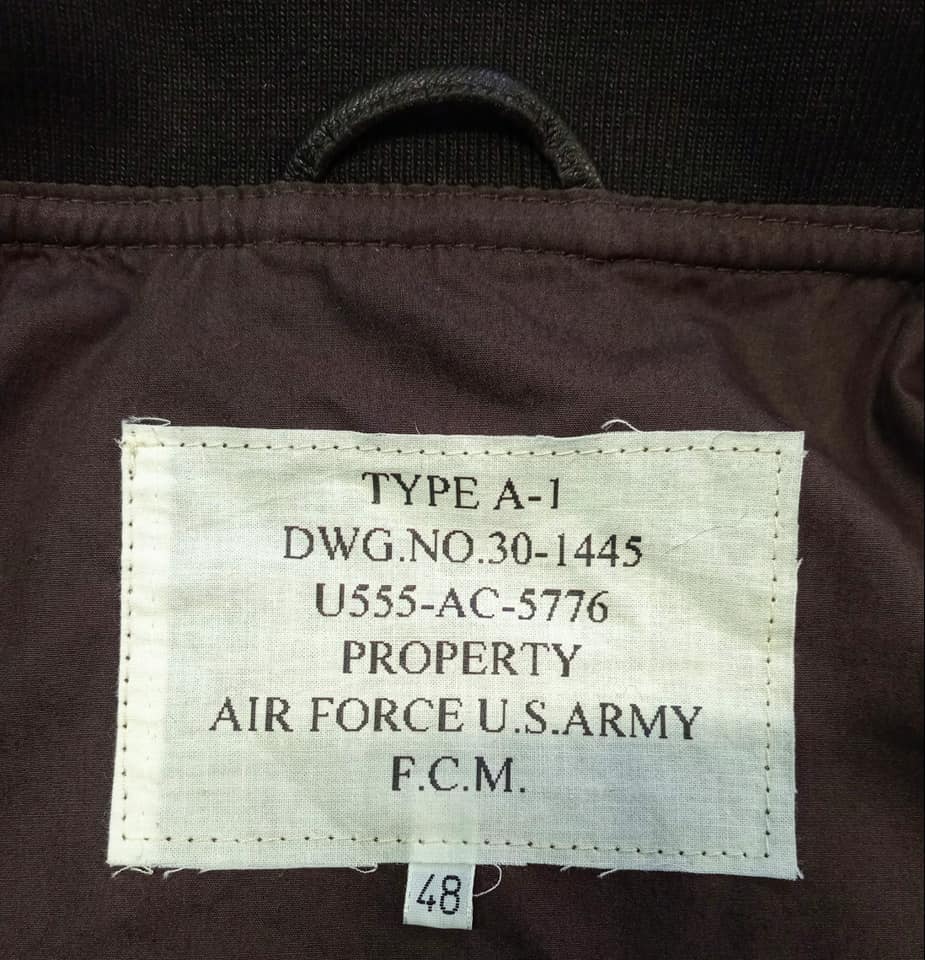 TYPE A-1
DWG.NO.30-1445
U555-AC-5776
PROPERTY
AIR FORCE U.S.ARMY
F.C.M.
48